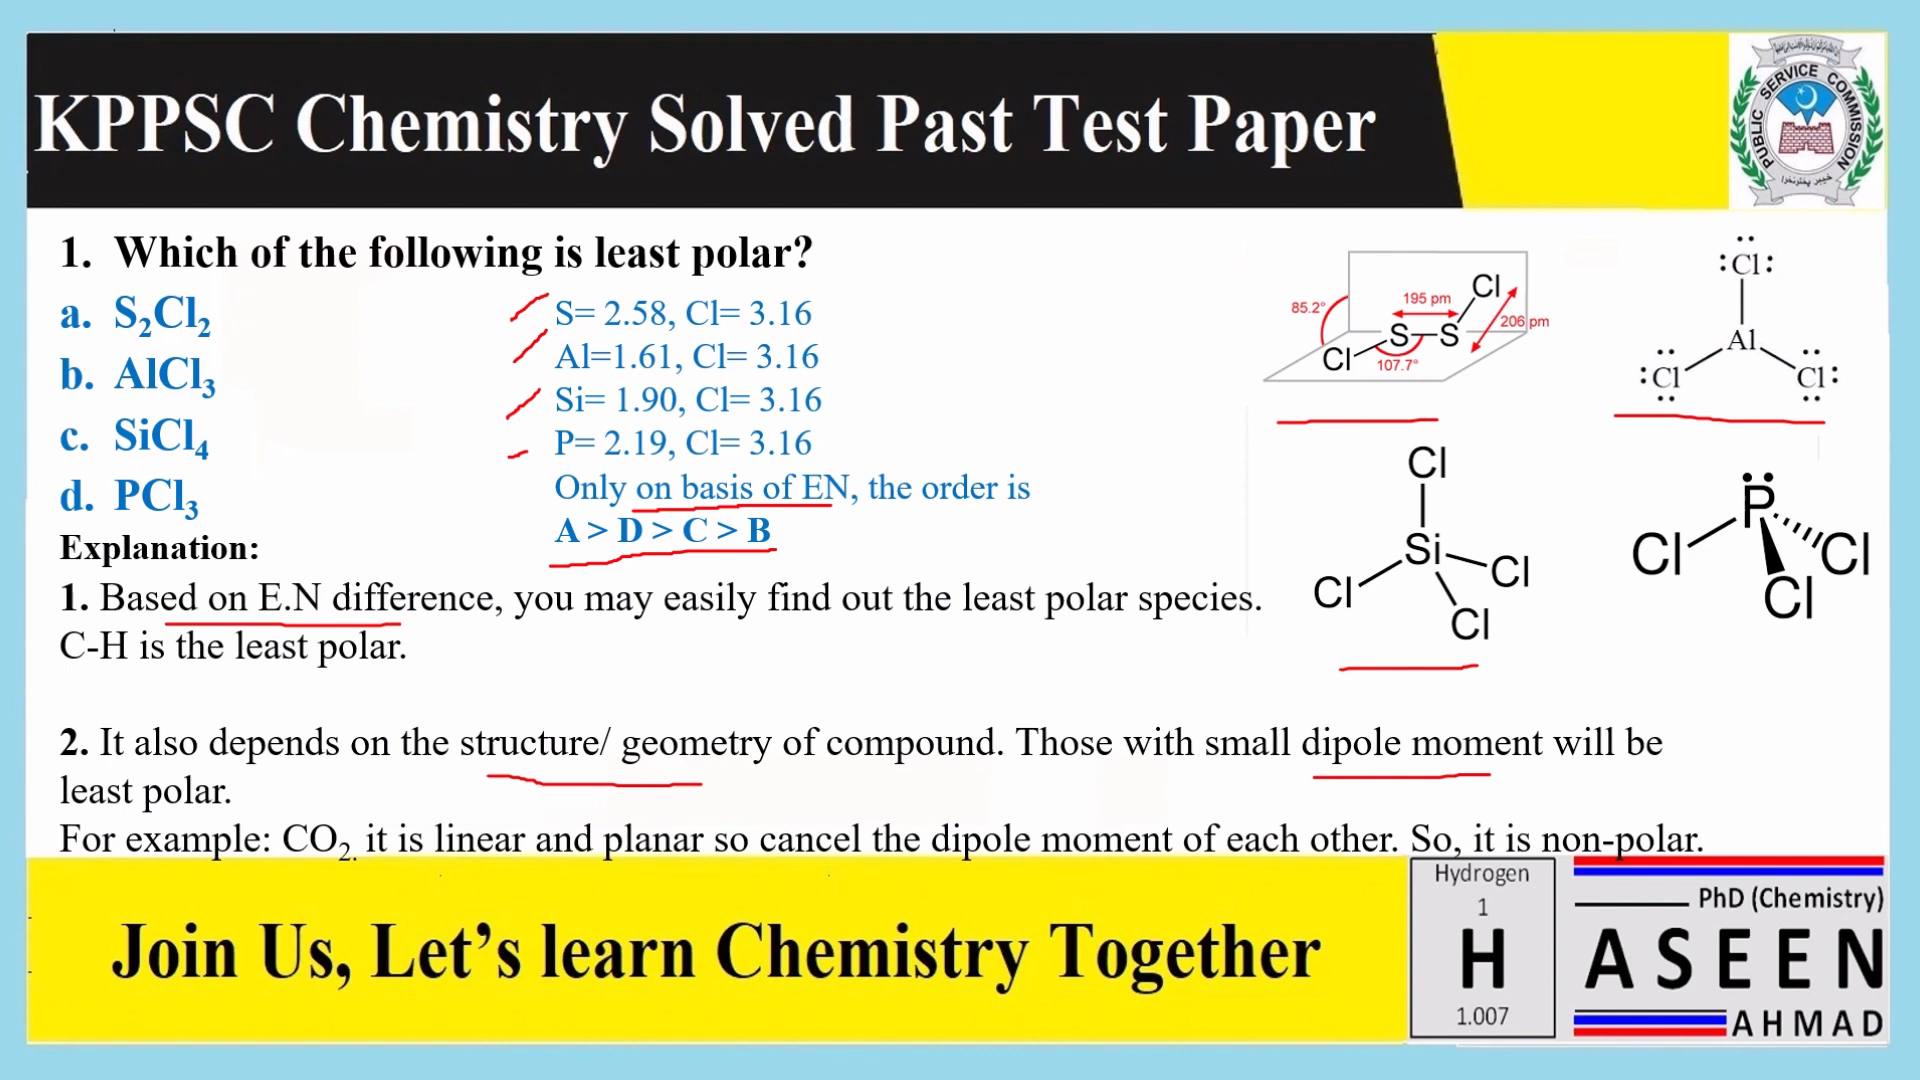 KPPSC Chemistry Solved Past Test Paper
PUBLIC SERVICE COMMISSION
1. Which of the following is least polar?
a. S₂Cl₂
b. AlCl₃
c. SiCl₄
d. PCl₃
S= 2.58, Cl= 3.16
Al=1.61, Cl= 3.16
Si= 1.90, Cl= 3.16
P= 2.19, Cl= 3.16
Only on basis of EN, the order is
A > D > C > B
85.2°
195 pm
206 pm
107.7°
Cl
S
S
Cl
:Cl:
Al
:Cl
Cl:
Cl
Si
Cl
Cl
Cl
P
Cl
Cl
Cl
Explanation:
1. Based on E.N difference, you may easily find out the least polar species.
C-H is the least polar.
2. It also depends on the structure/ geometry of compound. Those with small dipole moment will be
least polar.
For example: CO₂. it is linear and planar so cancel the dipole moment of each other. So, it is non-polar.
Join Us, Let’s learn Chemistry Together
Hydrogen
1
H
1.007
PhD (Chemistry)
ASEEN
AHMAD